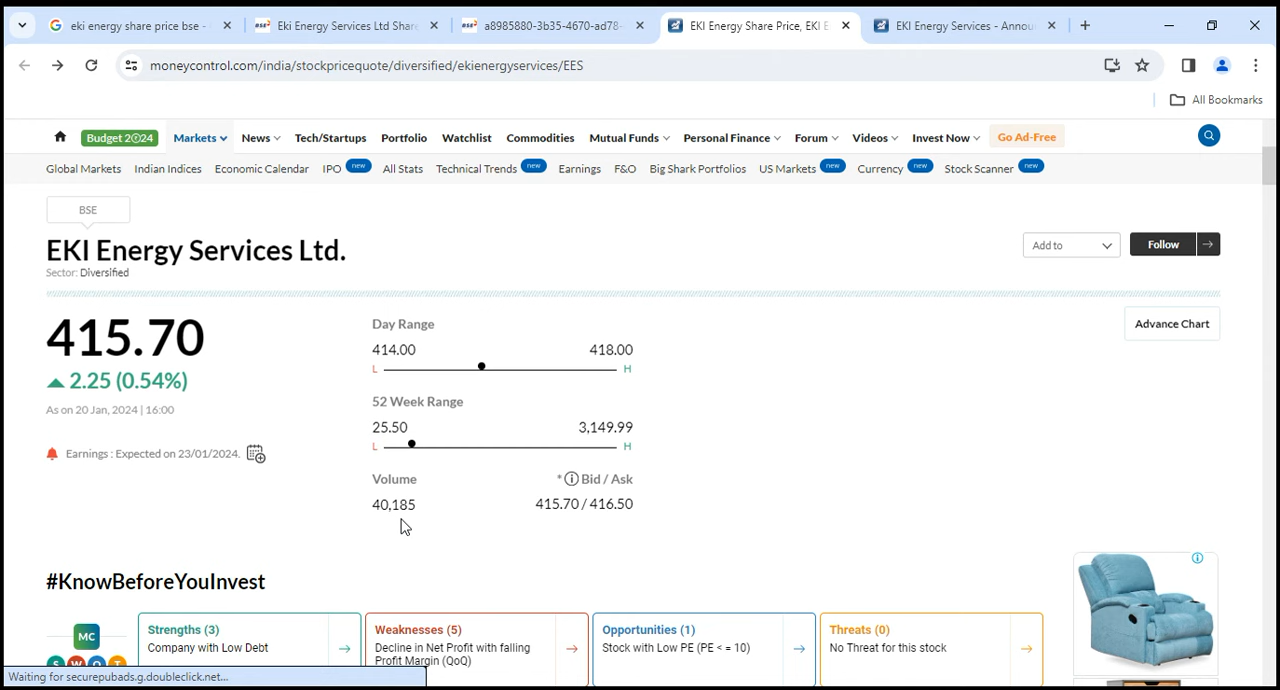 eki energy share price bse -
Eki Energy Services Ltd Share
a8985880-3b35-4670-ad78-
EKI Energy Share Price, EKI E
EKI Energy Services - Annou
moneycontrol.com/india/stockpricequote/diversified/ekienergyservices/EES
All Bookmarks
Budget 2024 Markets News Tech/Startups Portfolio Watchlist Commodities Mutual Funds Personal Finance Forum Videos Invest Now Go Ad-Free
Global Markets Indian Indices Economic Calendar IPO new All Stats Technical Trends new Earnings F&O Big Shark Portfolios US Markets new Currency new Stock Scanner new
BSE
EKI Energy Services Ltd.
Sector: Diversified
Add to
Follow
415.70
2.25 (0.54%)
As on 20 Jan, 2024 | 16:00
Earnings : Expected on 23/01/2024.
Day Range
414.00 418.00
L H
52 Week Range
25.50 3,149.99
L H
Volume * Bid / Ask
40,185 415.70 / 416.50
Advance Chart
#KnowBeforeYouInvest
MC
S W O T
Strengths (3)
Company with Low Debt
Weaknesses (5)
Decline in Net Profit with falling
Profit Margin (QoQ)
Opportunities (1)
Stock with Low PE (PE < = 10)
Threats (0)
No Threat for this stock
Waiting for securepubads.g.doubleclick.net...